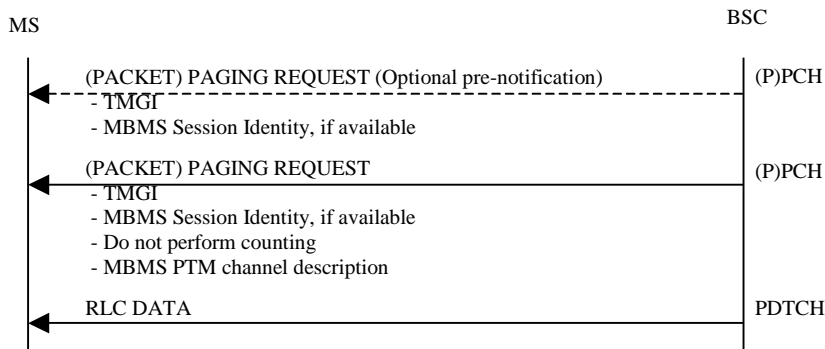 MS
BSC
(PACKET) PAGING REQUEST (Optional pre-notification)
(P)PCH
- TMGI
- MBMS Session Identity, if available
(PACKET) PAGING REQUEST
(P)PCH
- TMGI
- MBMS Session Identity, if available
- Do not perform counting
- MBMS PTM channel description
RLC DATA
PDTCH